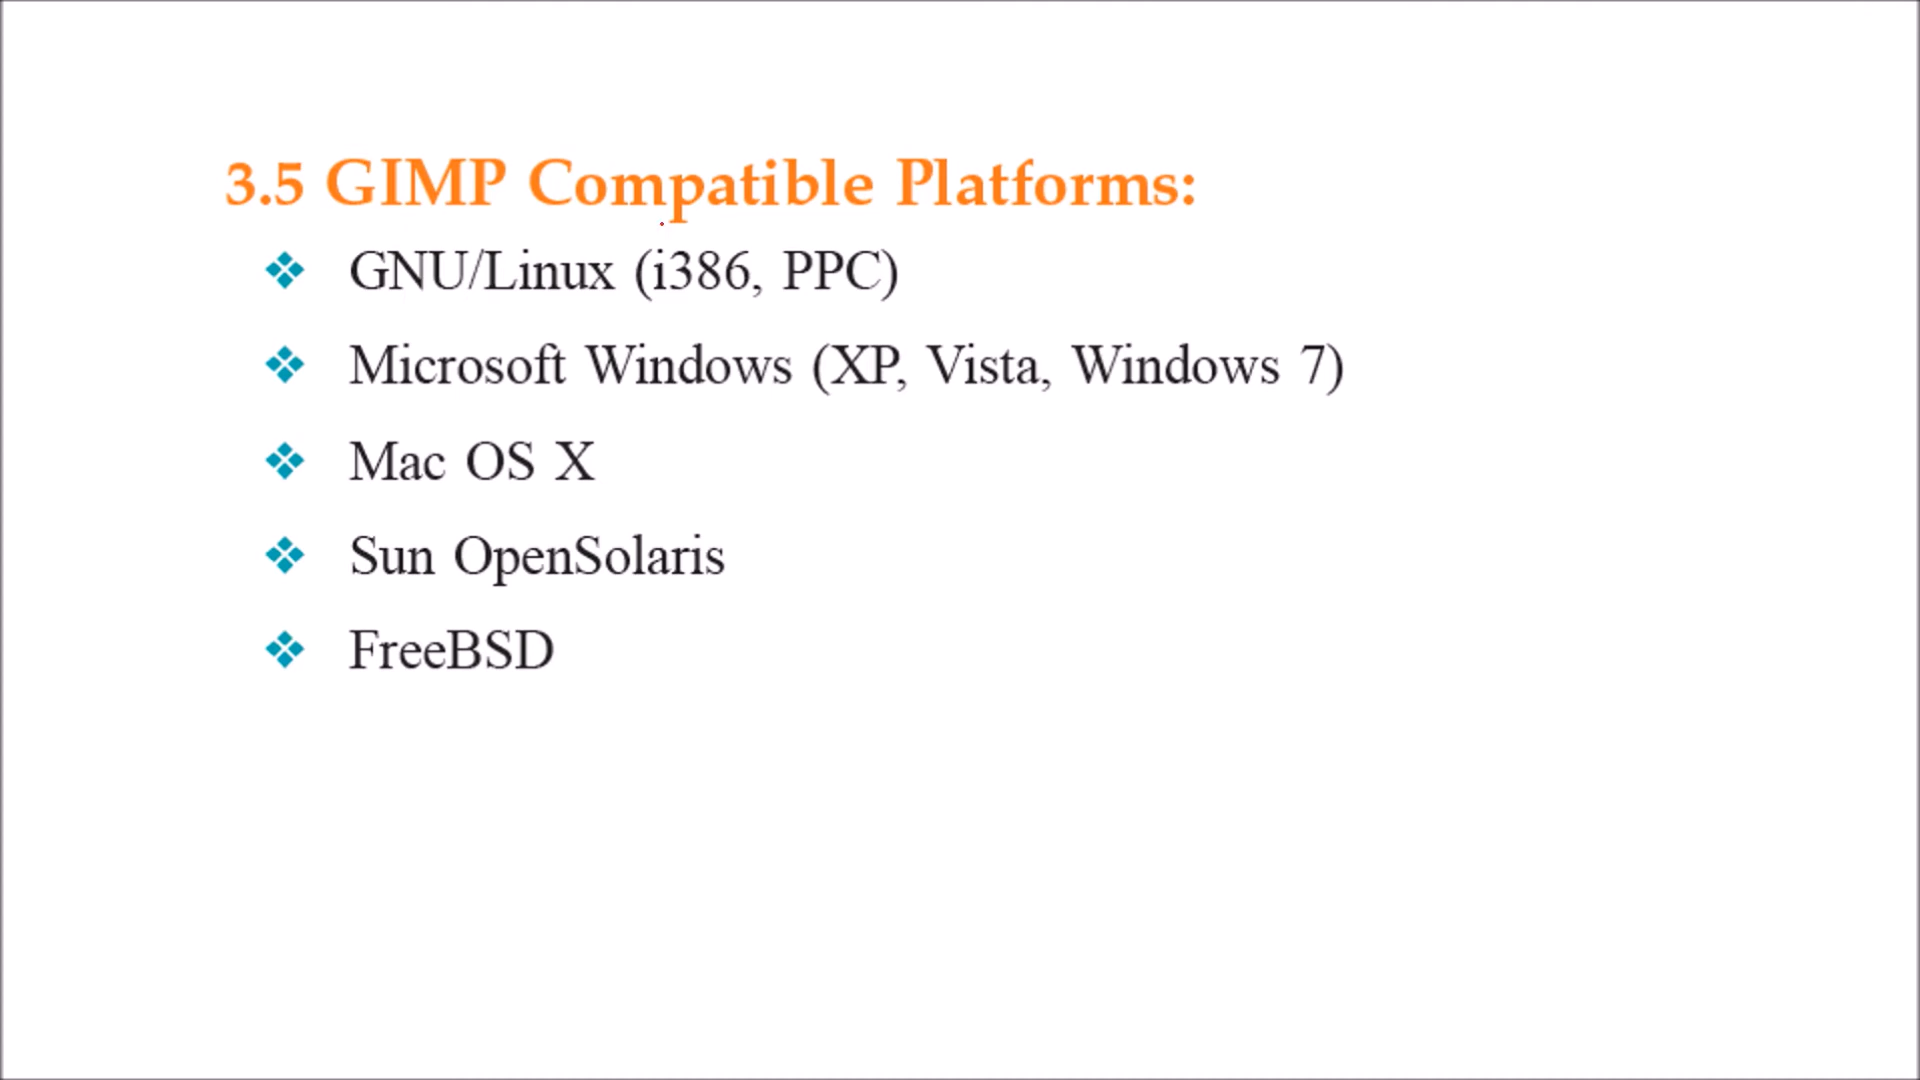 3.5 GIMP Compatible Platforms:
❖ GNU/Linux (i386, PPC)
❖ Microsoft Windows (XP, Vista, Windows 7)
❖ Mac OS X
❖ Sun OpenSolaris
❖ FreeBSD